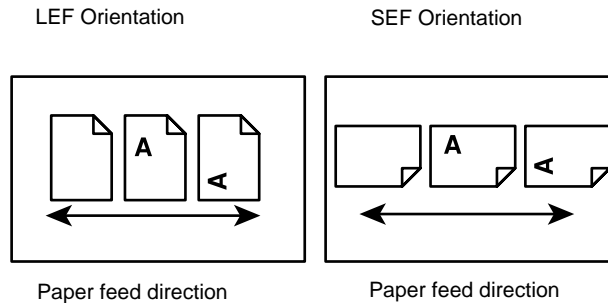 LEF Orientation
SEF Orientation
A
A
A
A
Paper feed direction
Paper feed direction